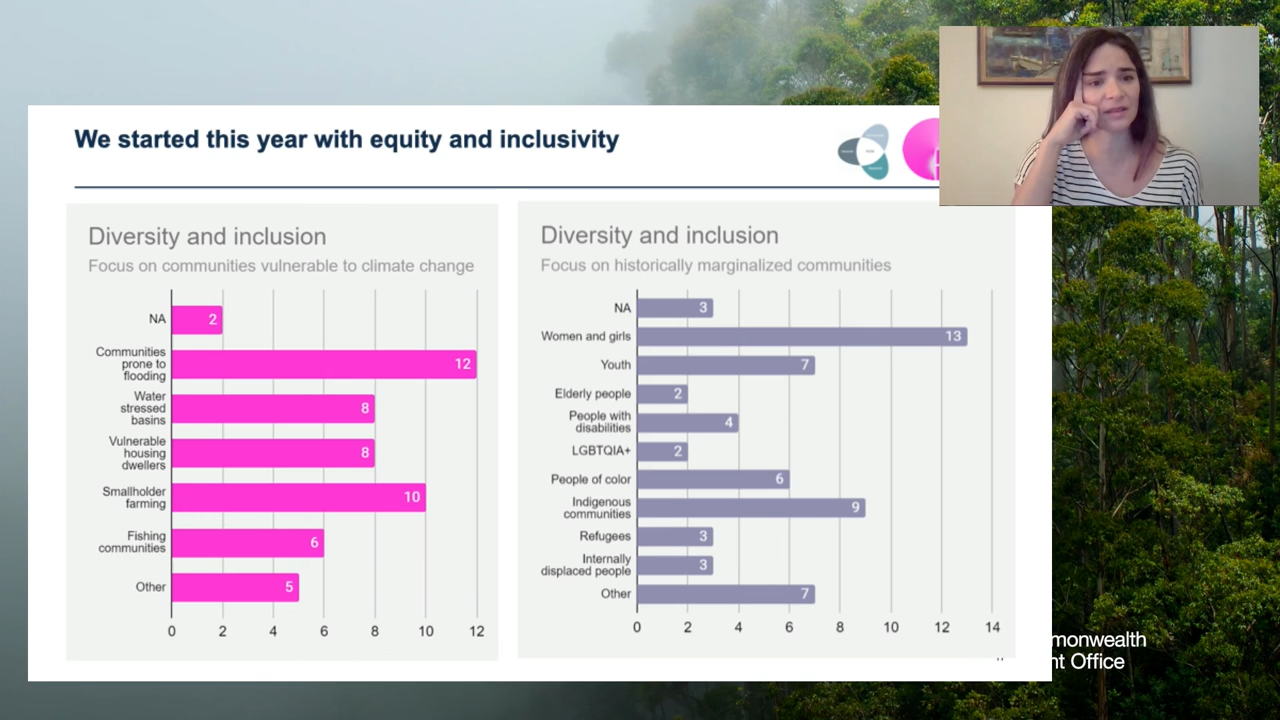 We started this year with equity and inclusivity
Diversity and inclusion
Focus on communities vulnerable to climate change
NA
2
Communities
prone to
flooding
12
Water
stressed
basins
8
Vulnerable
housing
dwellers
8
Smallholder
farming
10
Fishing
communities
6
Other
5
0 2 4 6 8 10 12
Diversity and inclusion
Focus on historically marginalized communities
NA
3
Women and girls
13
Youth
7
Elderly people
2
People with
disabilities
4
LGBTQIA+
2
People of color
6
Indigenous
communities
9
Refugees
3
Internally
displaced people
3
Other
7
0 2 4 6 8 10 12 14
monwealth
nt Office